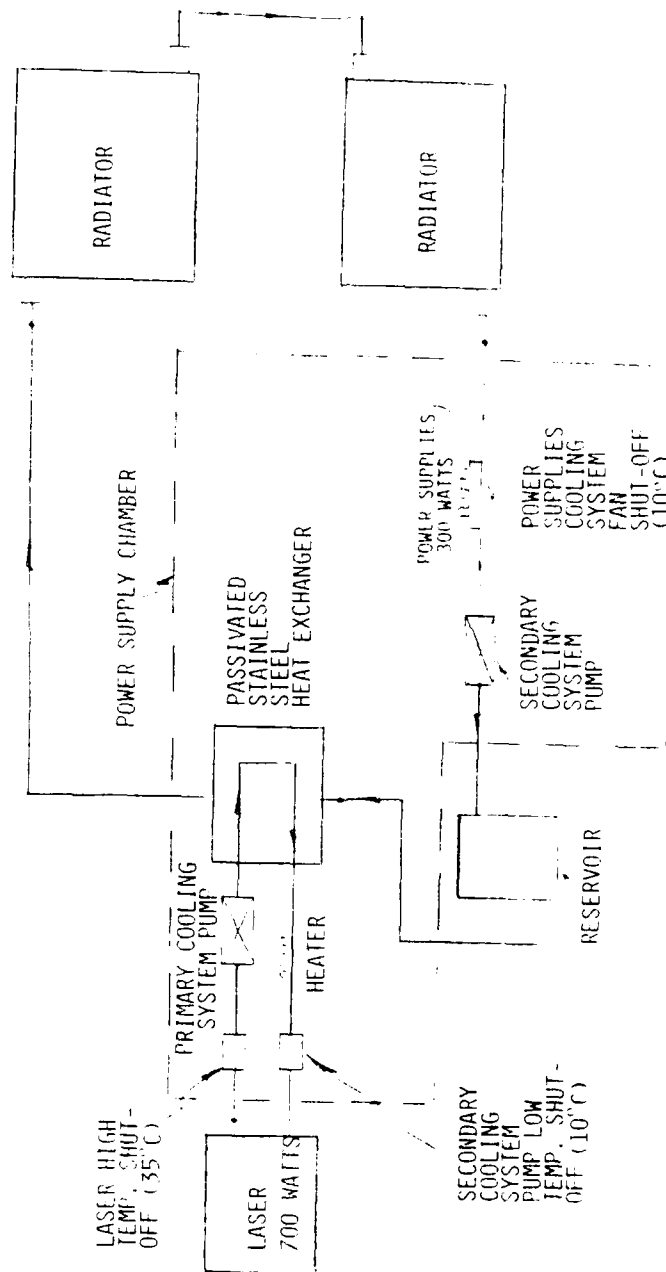 LASER HIGH
TEMP. SHUT-
OFF (35°C)
PRIMARY COOLING
SYSTEM PUMP
POWER SUPPLY CHAMBER
PASSIVATED
STAINLESS
STEEL
HEAT EXCHANGER
RADIATOR
LASER
700 WATTS
HEATER
SECONDARY
COOLING
SYSTEM
PUMP LOW
TEMP. SHUT-
OFF (10°C)
RESERVOIR
SECONDARY
COOLING
SYSTEM
PUMP
POWER SUPPLIES
300 WATTS
POWER
SUPPLIES
COOLING
SYSTEM
FAN
SHUT-OFF
(10°C)
RADIATOR